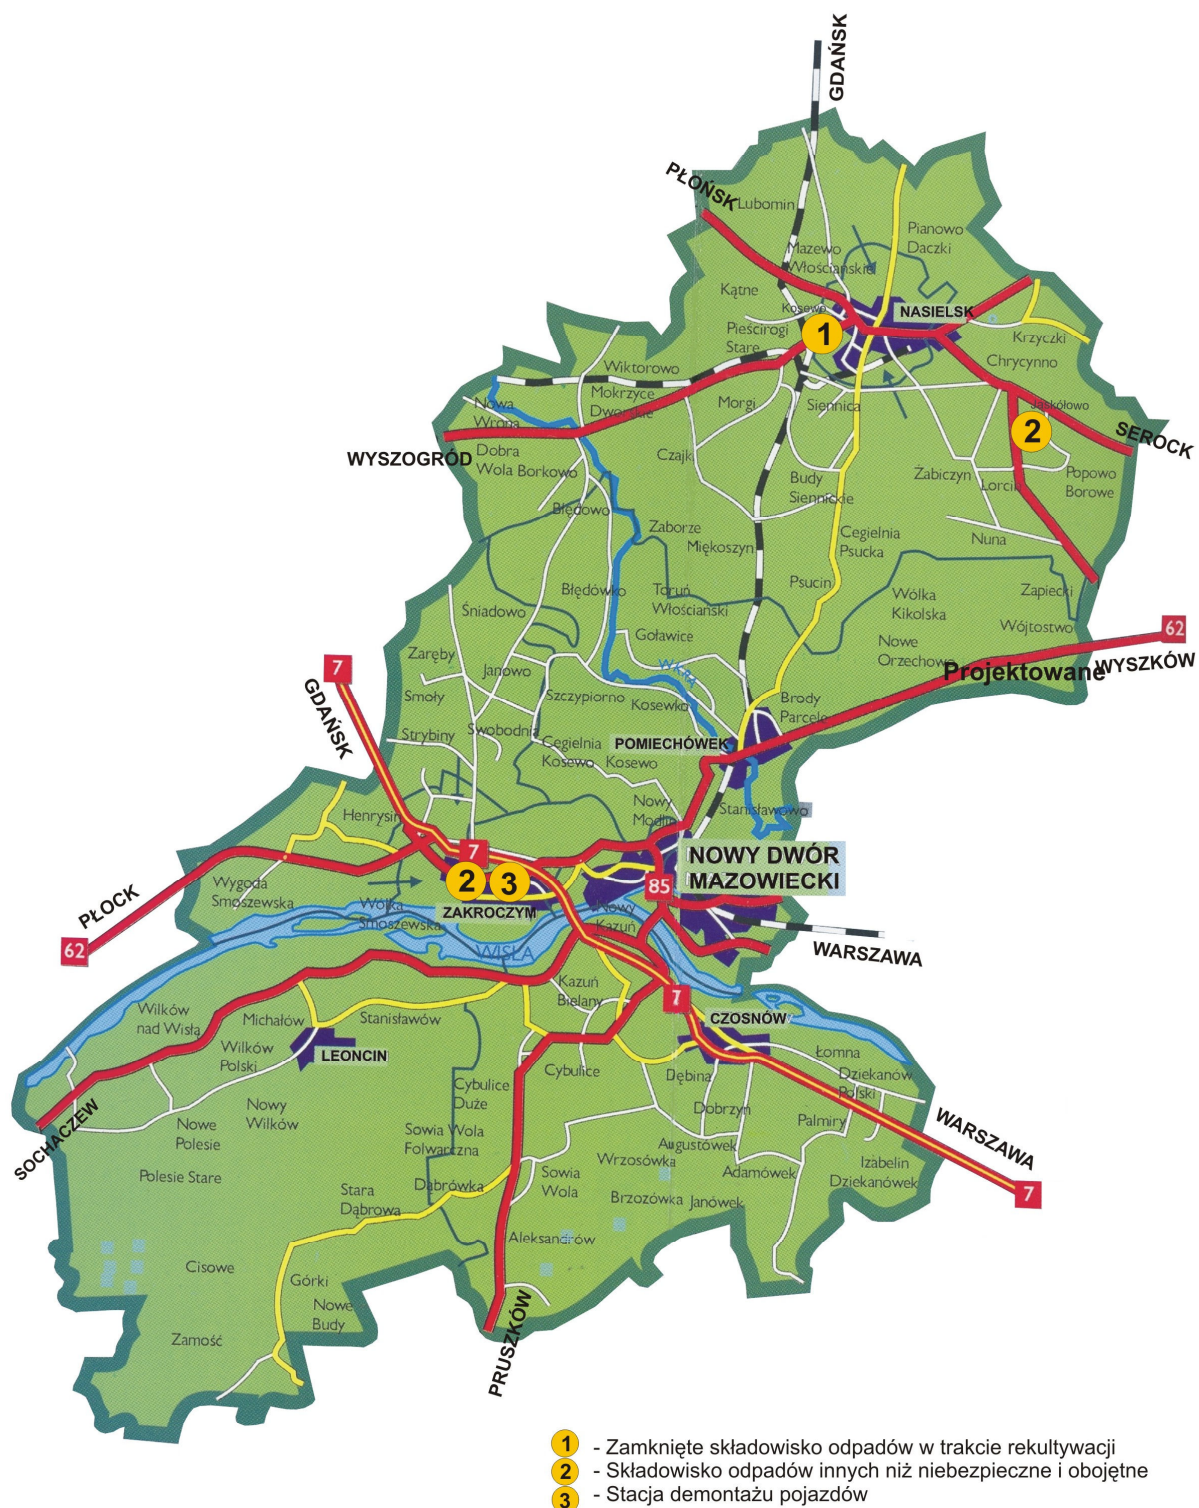 GDAŃSK
PŁOŃSK
Lubomin
Pianowo
Daczki
Mazewo
Włościańskie
Kątne
Kosewo
NASIELSK
1
Pieścirogi
Stare
Krzyczki
Chrycynno
Wiktorowo
Mokrzyce
Dworskie
Morgi
Siennica
Jaskółowo
2
SEROCK
Nowa
Wrona
WYSZOGRÓD
Dobra
Wola Borkowo
Czajki
Budy
Siennickie
Żabiczyn
Lorcin
Popowo
Borowe
Błędowo
Zaborze
Miękoszyn
Cegielnia
Psucka
Nuna
Błędówko
Toruń
Włościański
Psucin
Wólka
Kikolska
Zapiecki
Śniadowo
Goławice
Wójtostwo
62
Nowe
Orzechowo
Projektowane
WYSZKÓW
Zaręby
Janowo
WKRA
7
GDAŃSK
Smoły
Szczypiorno
Kosewko
Brody
Parcele
Strybiny
Swobodnia
Cegielnia
Kosewo
Kosewo
POMIECHÓWEK
Henrysin
Nowy
Modlin
Stanisławowo
7
NOWY DWÓR
MAZOWIECKI
2
3
85
Wygoda
Smoszewska
PŁOCK
62
Wólka
Smoszewska
ZAKROCZYM
Nowy
Kazuń
WISŁA
WARSZAWA
Kazuń
Bielany
7
Wilków
nad Wisłą
Michałów
Stanisławów
CZOSNÓW
Wilków
Polski
LEONCIN
Łomna
Cybulice
Dębina
Dziekanów
Polski
Cybulice
Duże
Nowy
Wilków
Dobrzyń
Palmiry
SOCHACZEW
Nowe
Polesie
Sowia Wola
Folwarczna
Augustówek
WARSZAWA
Wrzosówka
Adamówek
Izabelin
Dziekanówek
Polesie Stare
Dąbrówka
Sowia
Wola
Stara
Dąbrowa
Brzozówka
Janówek
7
Aleksandrów
Cisowe
Górki
Nowe
Budy
Zamość
PRUSZKÓW
1 - Zamknięte składowisko odpadów w trakcie rekultywacji
2 - Składowisko odpadów innych niż niebezpieczne i obojętne
3 - Stacja demontażu pojazdów